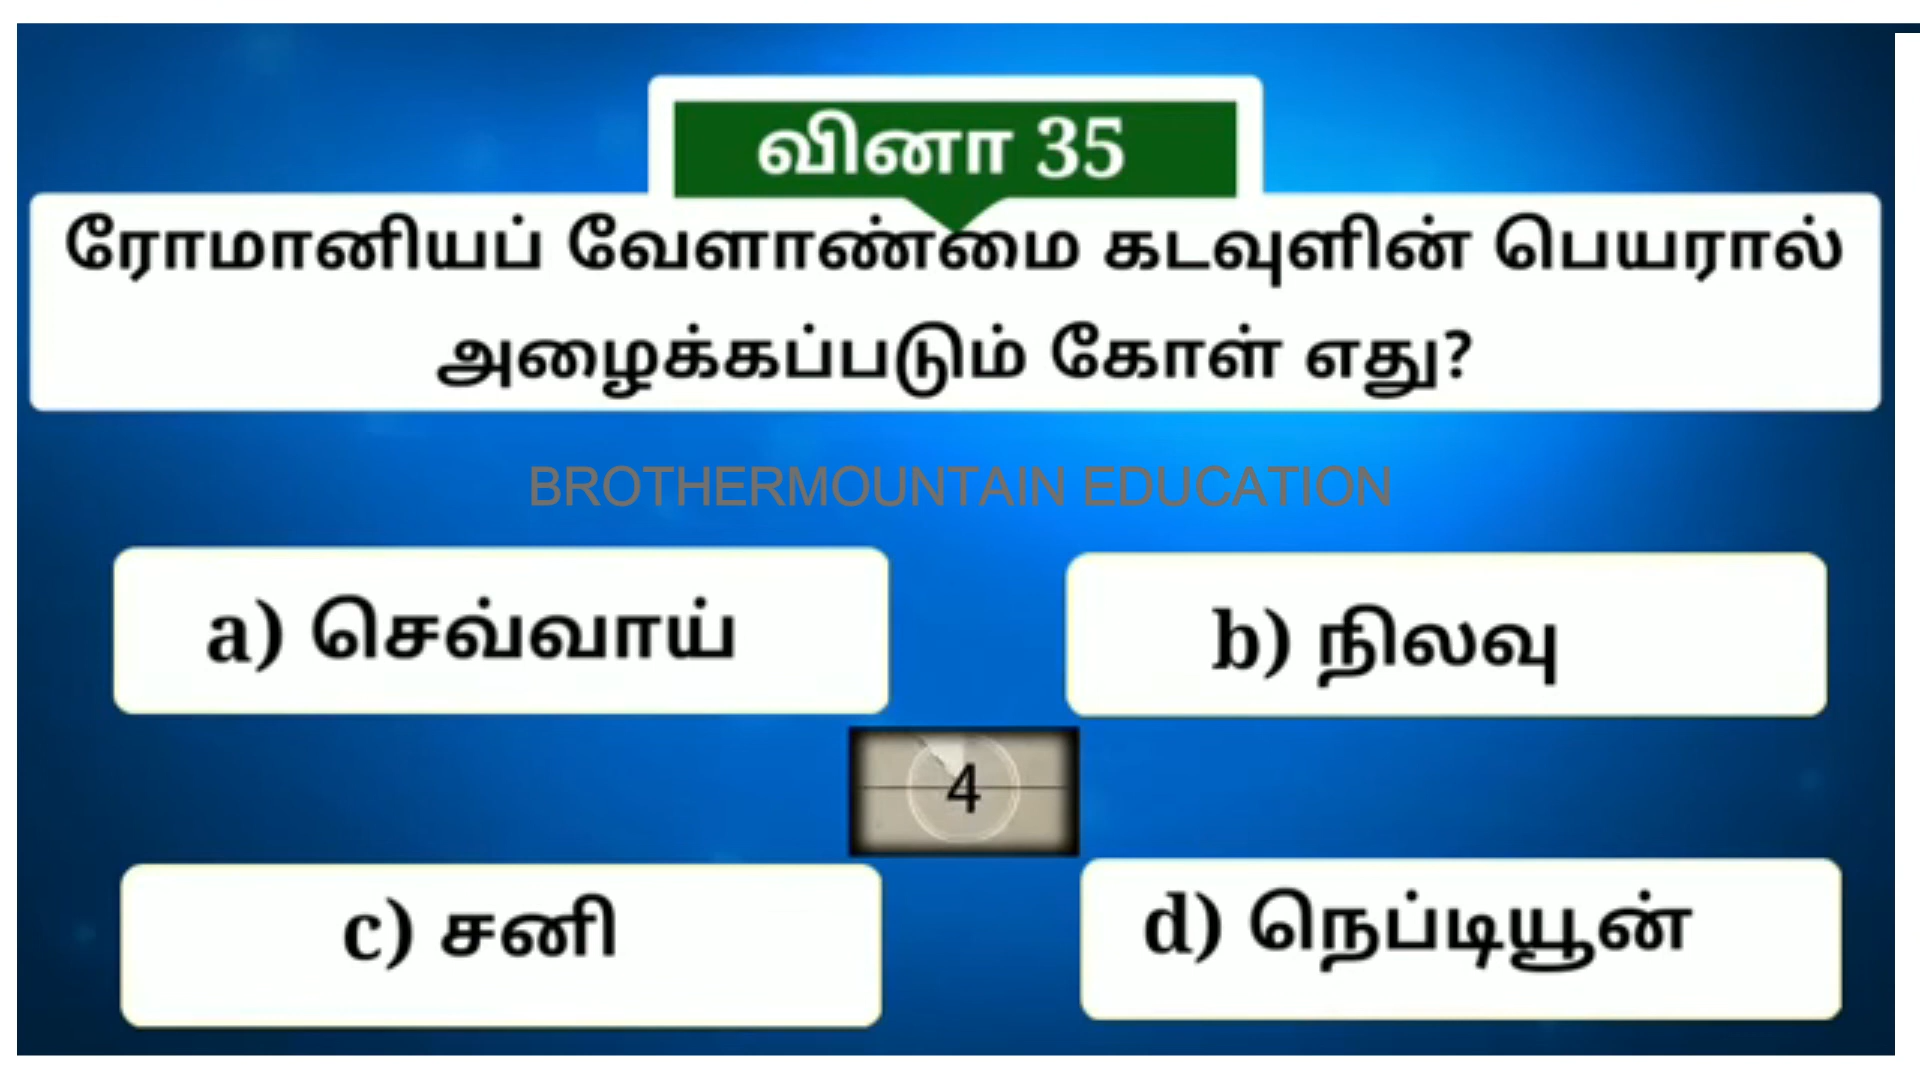 வினா 35
ரோமானியப் வேளாண்மை கடவுளின் பெயரால்
அழைக்கப்படும் கோள் எது?
BROTHERMOUNTAIN EDUCATION
a) செவ்வாய்
b) நிலவு
4
c) சனி
d) நெப்டியூன்